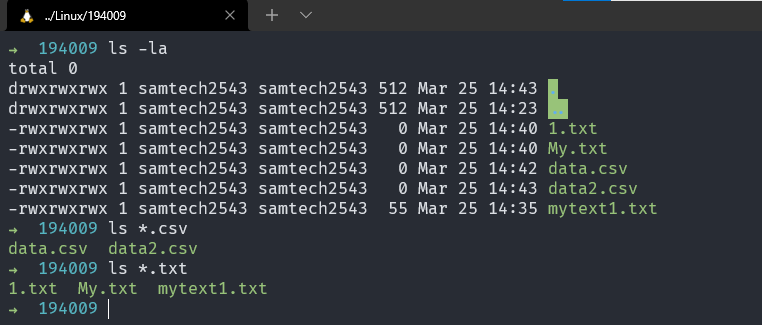 ../Linux/194009
→ 194009 ls -la
total 0
drwxrwxrwx 1 samtech2543 samtech2543 512 Mar 25 14:43 .
drwxrwxrwx 1 samtech2543 samtech2543 512 Mar 25 14:23 ..
-rwxrwxrwx 1 samtech2543 samtech2543   0 Mar 25 14:40 1.txt
-rwxrwxrwx 1 samtech2543 samtech2543   0 Mar 25 14:40 My.txt
-rwxrwxrwx 1 samtech2543 samtech2543   0 Mar 25 14:42 data.csv
-rwxrwxrwx 1 samtech2543 samtech2543   0 Mar 25 14:43 data2.csv
-rwxrwxrwx 1 samtech2543 samtech2543  55 Mar 25 14:35 mytext1.txt
→ 194009 ls *.csv
data.csv  data2.csv
→ 194009 ls *.txt
1.txt  My.txt  mytext1.txt
→ 194009